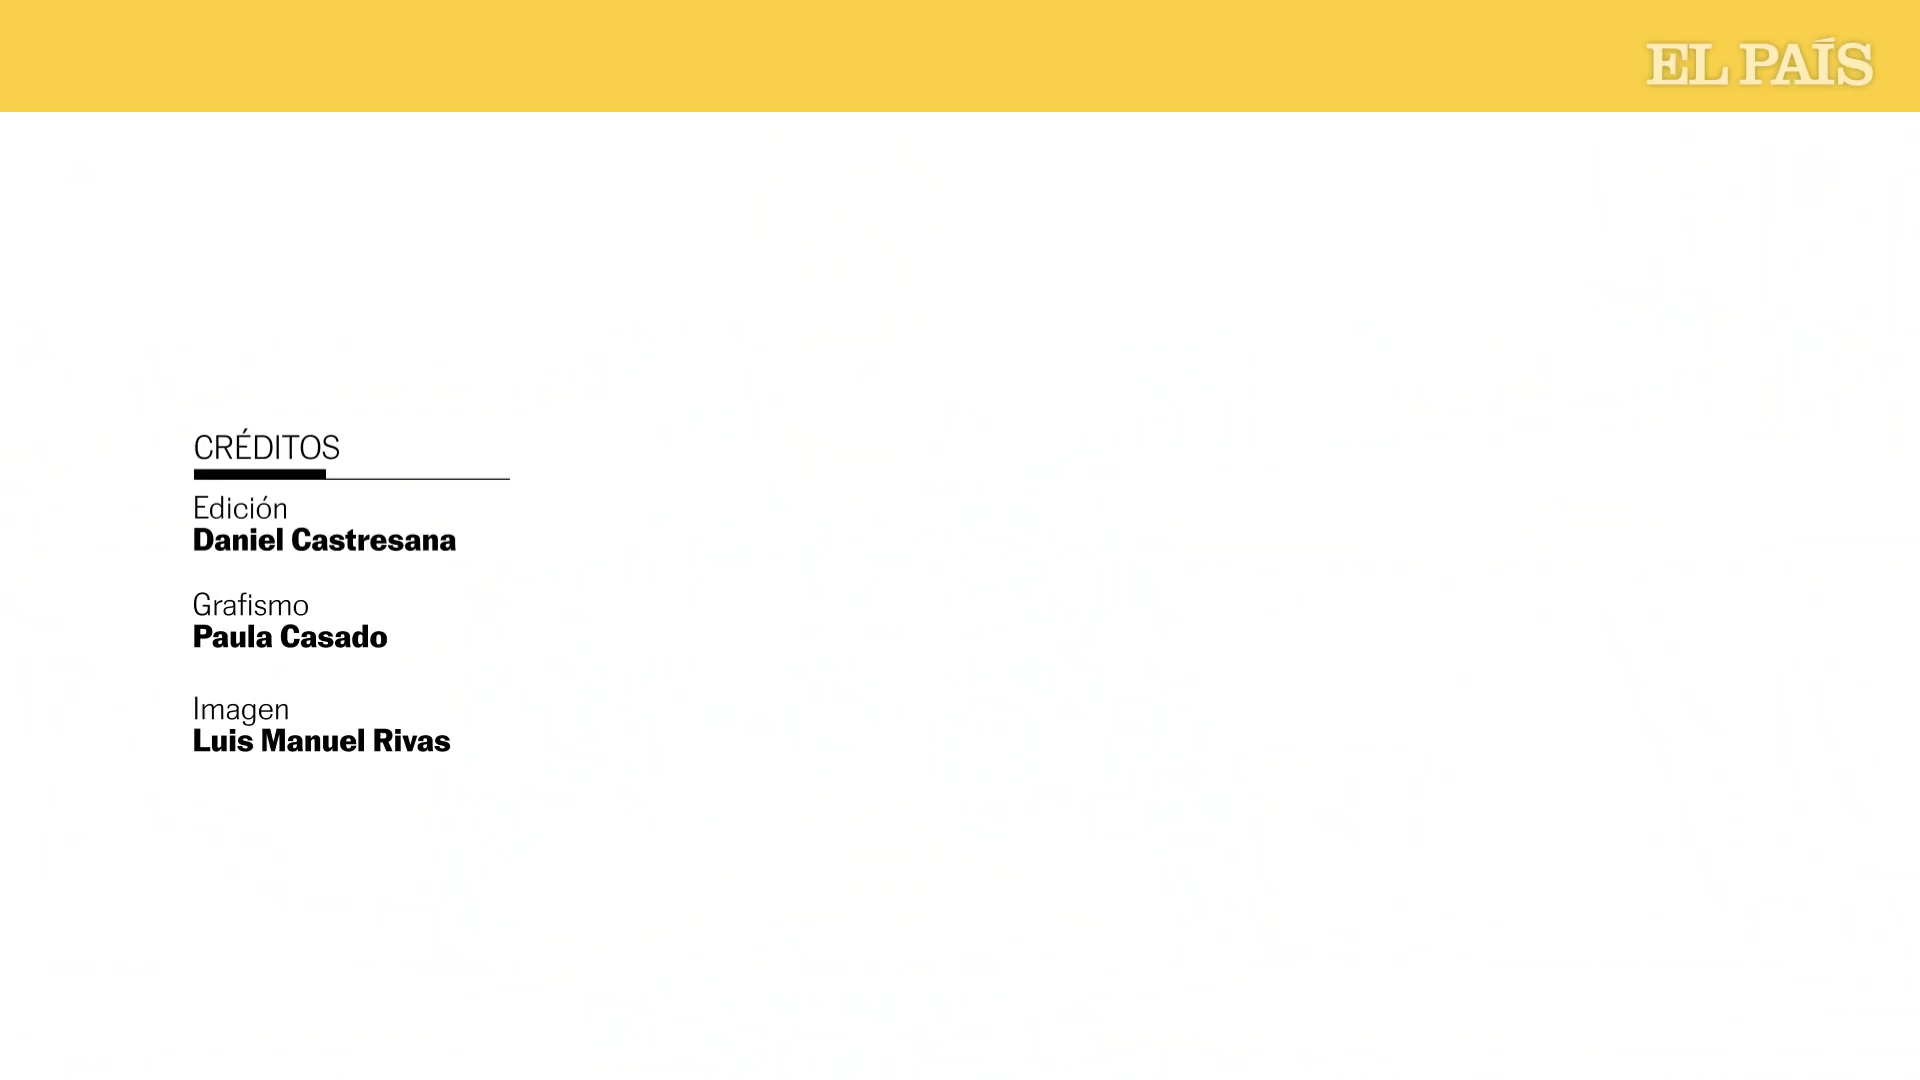 EL PAÍS
CRÉDITOS
Edición
Daniel Castresana
Grafismo
Paula Casado
Imagen
Luis Manuel Rivas